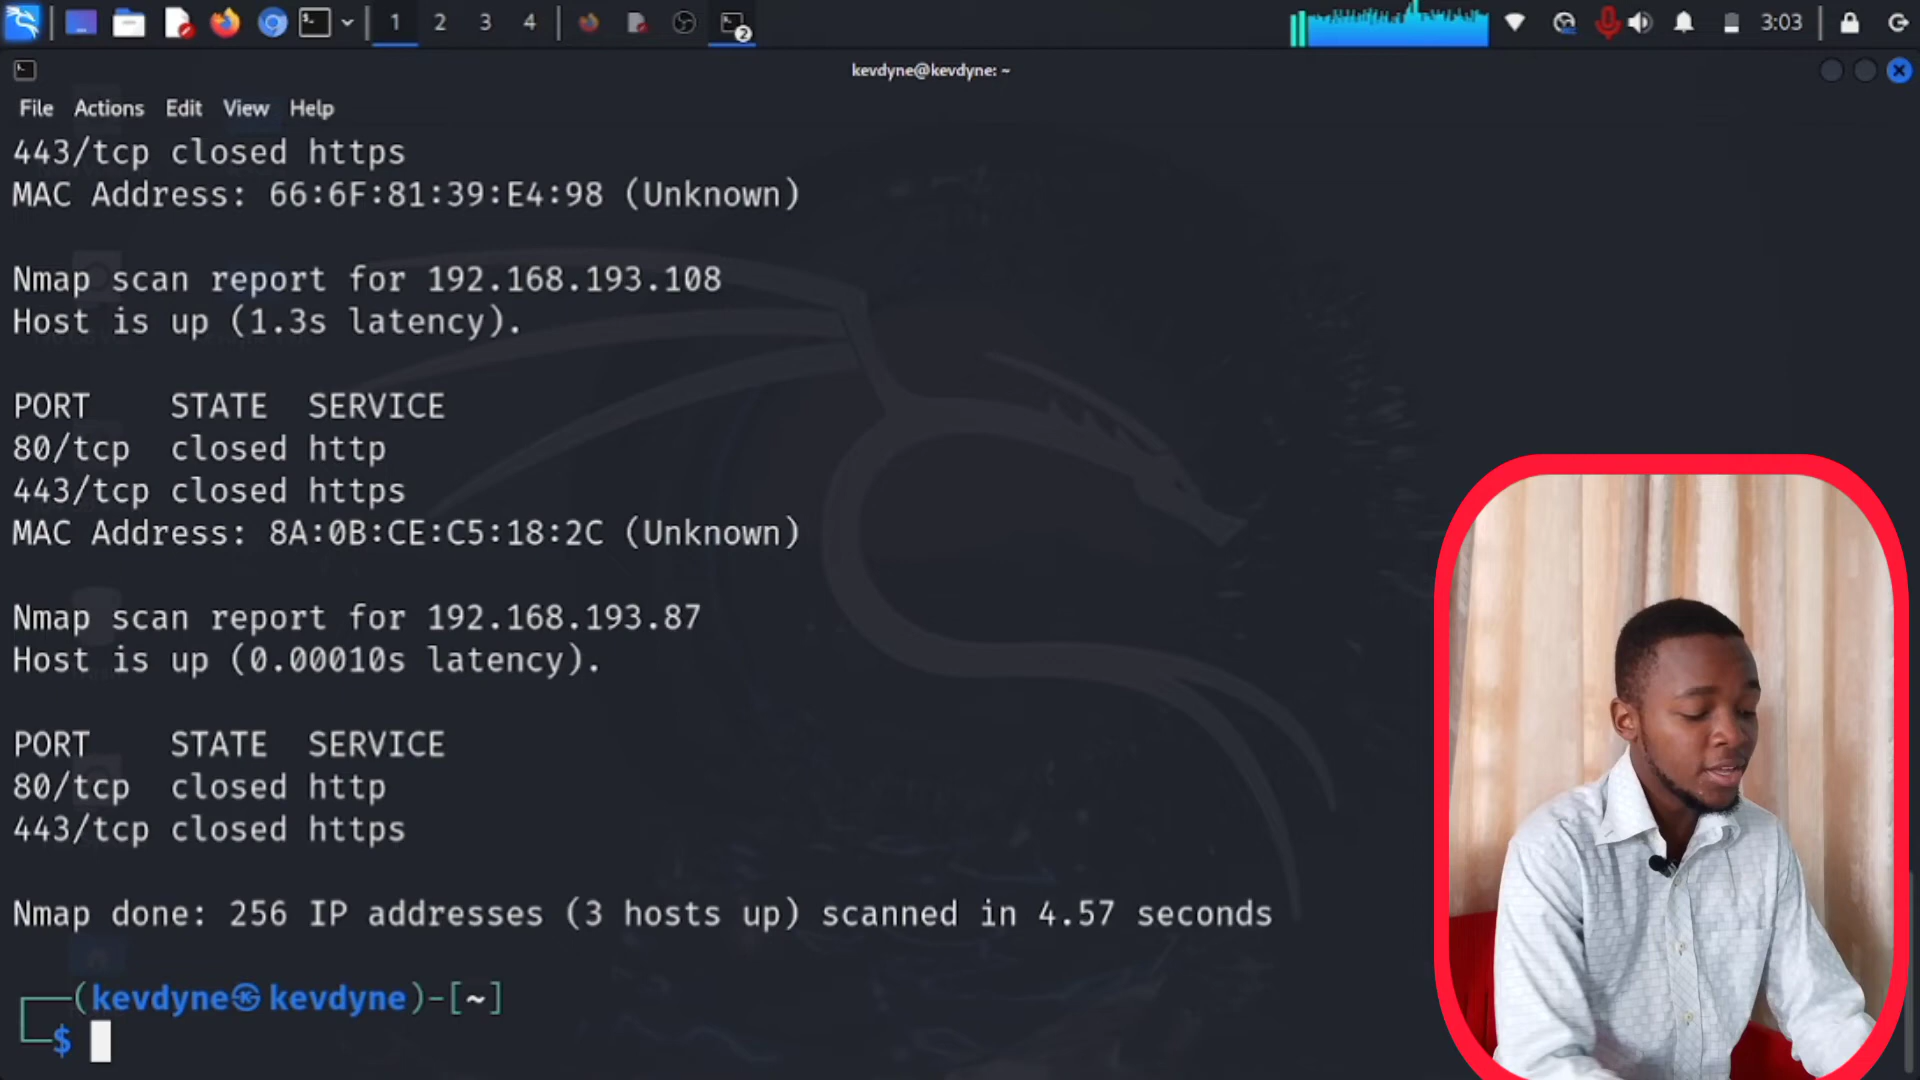 1 2 3 4 2 3:03
kevdyne@kevdyne: ~
File Actions Edit View Help
443/tcp closed https
MAC Address: 66:6F:81:39:E4:98 (Unknown)
Nmap scan report for 192.168.193.108
Host is up (1.3s latency).
PORT STATE SERVICE
80/tcp closed http
443/tcp closed https
MAC Address: 8A:0B:CE:C5:18:2C (Unknown)
Nmap scan report for 192.168.193.87
Host is up (0.00010s latency).
PORT STATE SERVICE
80/tcp closed http
443/tcp closed https
Nmap done: 256 IP addresses (3 hosts up) scanned in 4.57 seconds
┌──(kevdyne㉿kevdyne)-[~]
└─$